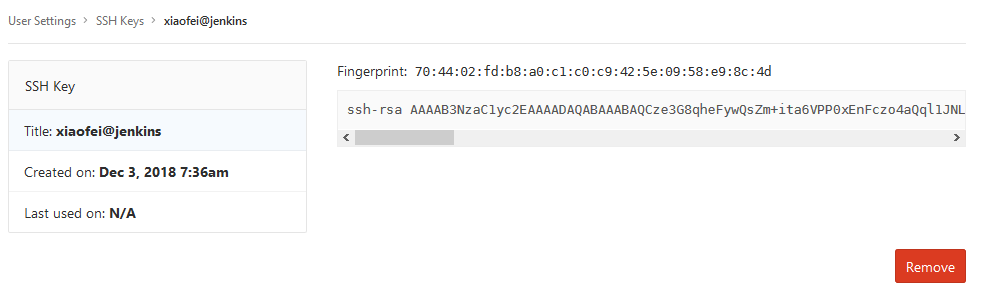 User Settings > SSH Keys > xiaofei@jenkins
SSH Key
Title: xiaofei@jenkins
Created on: Dec 3, 2018 7:36am
Last used on: N/A
Fingerprint: 70:44:02:fd:b8:a0:c1:c0:c9:42:5e:09:58:e9:8c:4d
ssh-rsa AAAAB3NzaC1yc2EAAAADAQABAAABAQCze3G8qheFywQsZm+ita6VPP0xEnFczo4aQql1JNL
Remove